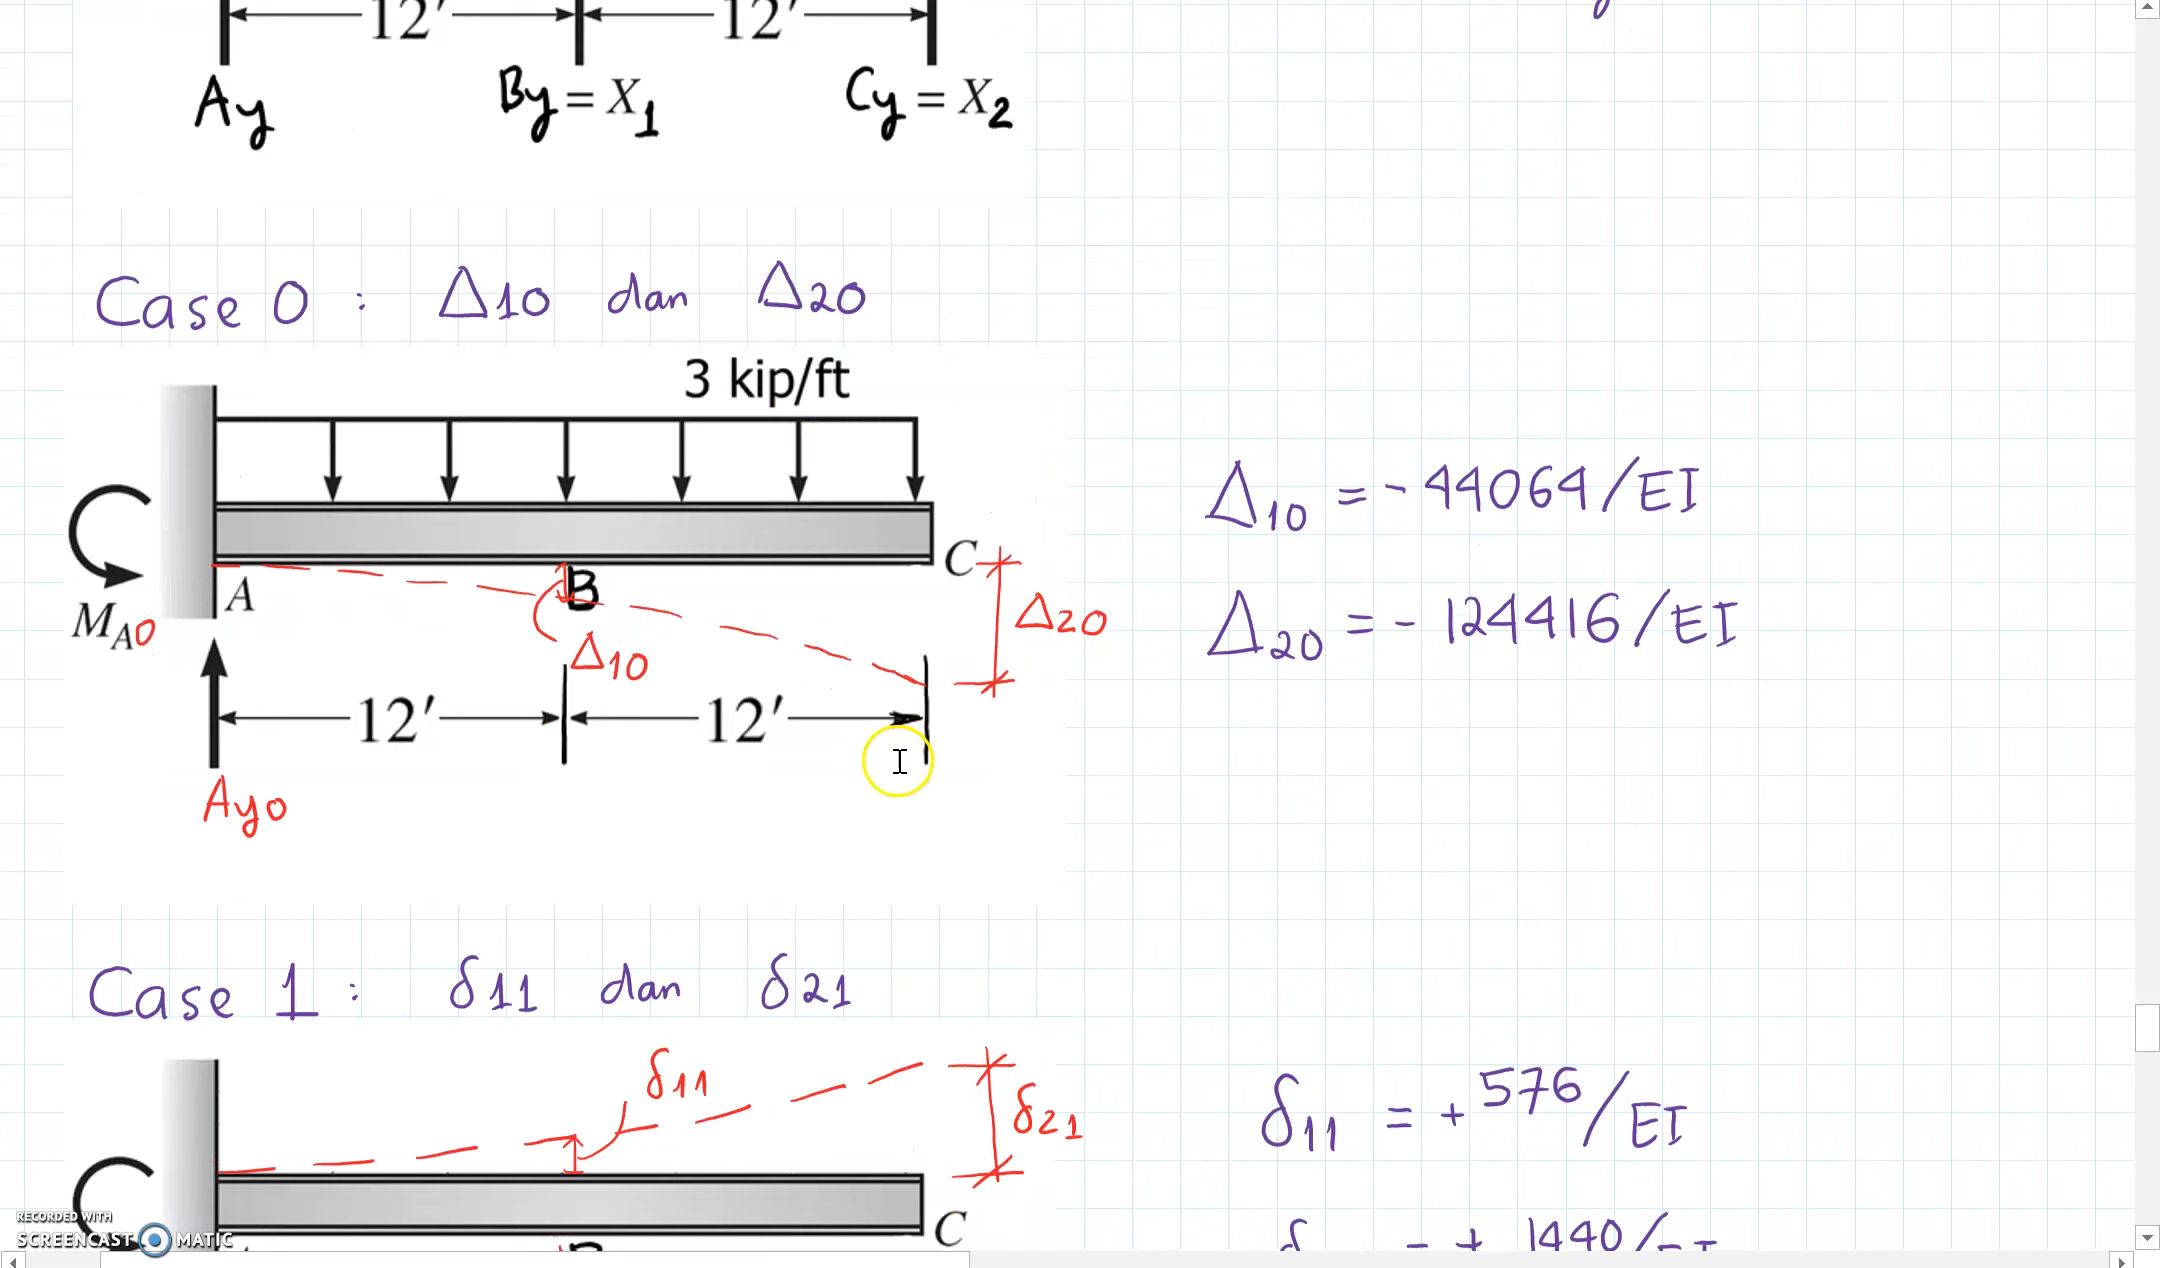 12' 12'
Ay By = X1 Cy = X2
Case 0 : Δ10 dan Δ20
3 kip/ft
Δ10 = - 44064/EI
C
A B
MA0 Δ20
Δ20 = - 124416/EI
Δ10
12' 12'
Ay0
Case 1 : δ11 dan δ21
δ11
δ21
δ11 = + 576/EI
RECORDED WITH
SCREENCAST MATIC
C
= + 1440/EI